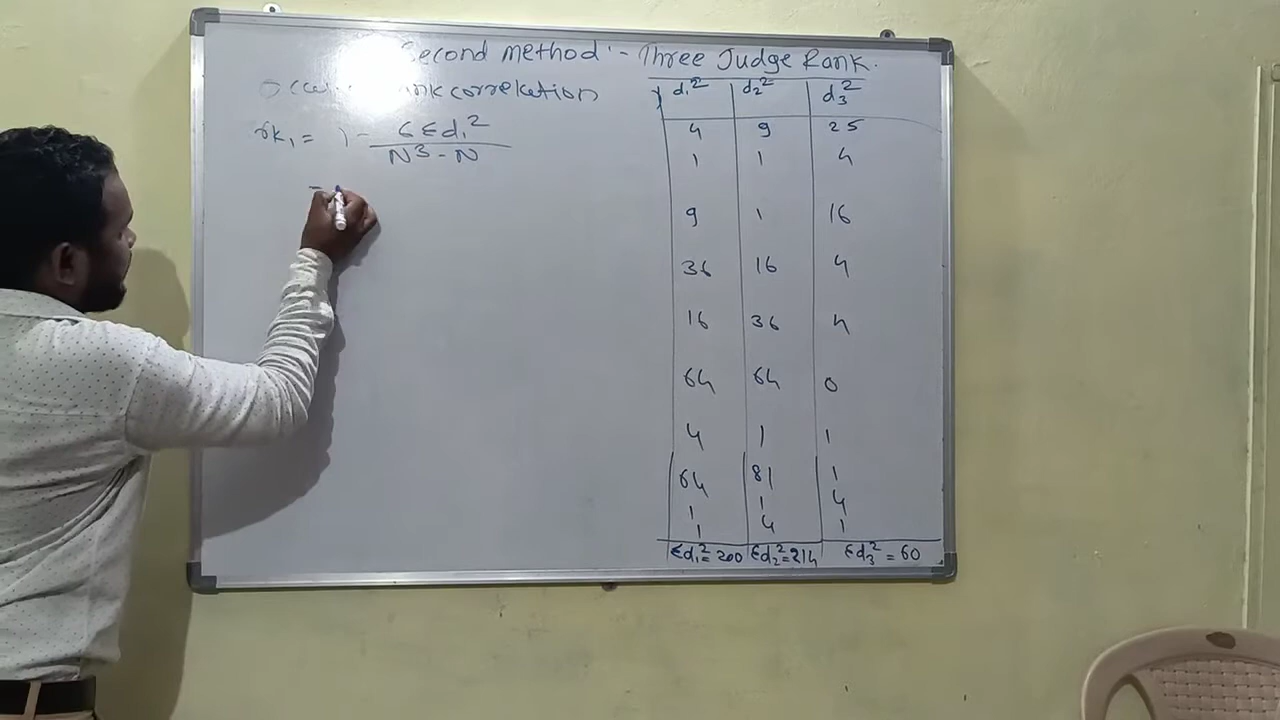 Second method :- Three Judge Rank.
correlation
rk₁ = 1 - 6Σd₁² / N³ - N
d₁² d₂² d₃²
4 9 25
1 1 4
9 1 16
36 16 4
16 36 4
64 64 0
4 1 1
64 81 1
1 1 4
1 4 1
Σd₁² = 200 Σd₂² = 214 Σd₃² = 60